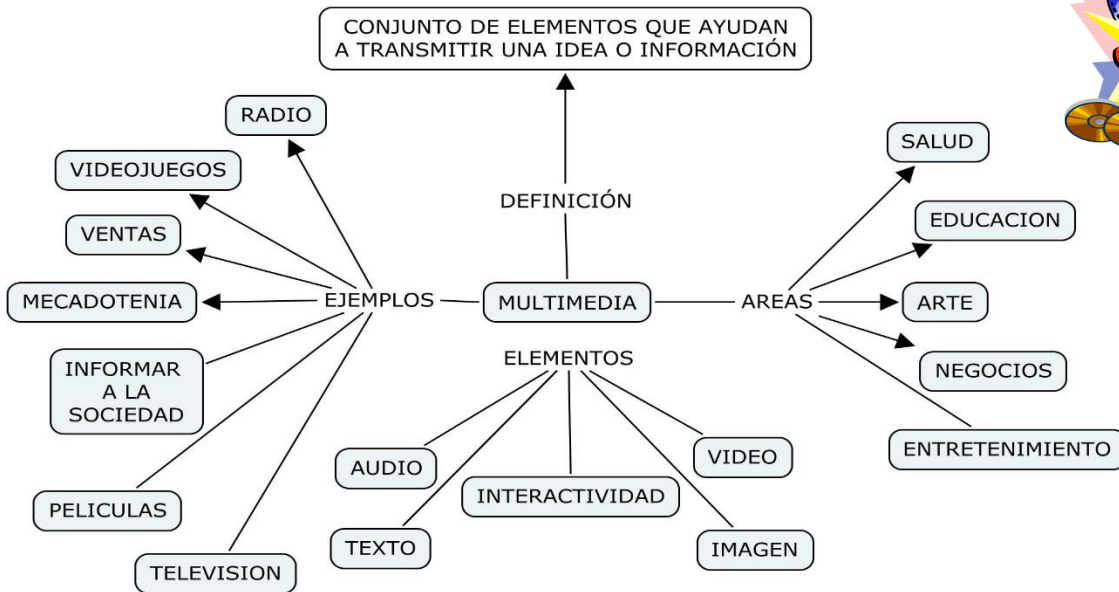 CONJUNTO DE ELEMENTOS QUE AYUDAN
A TRANSMITIR UNA IDEA O INFORMACIÓN
RADIO
SALUD
VIDEOJUEGOS
DEFINICIÓN
EDUCACION
VENTAS
MECADOTENIA
EJEMPLOS
MULTIMEDIA
AREAS
ARTE
ELEMENTOS
INFORMAR
A LA
SOCIEDAD
NEGOCIOS
AUDIO
VIDEO
ENTRETENIMIENTO
INTERACTIVIDAD
PELICULAS
TEXTO
IMAGEN
TELEVISION